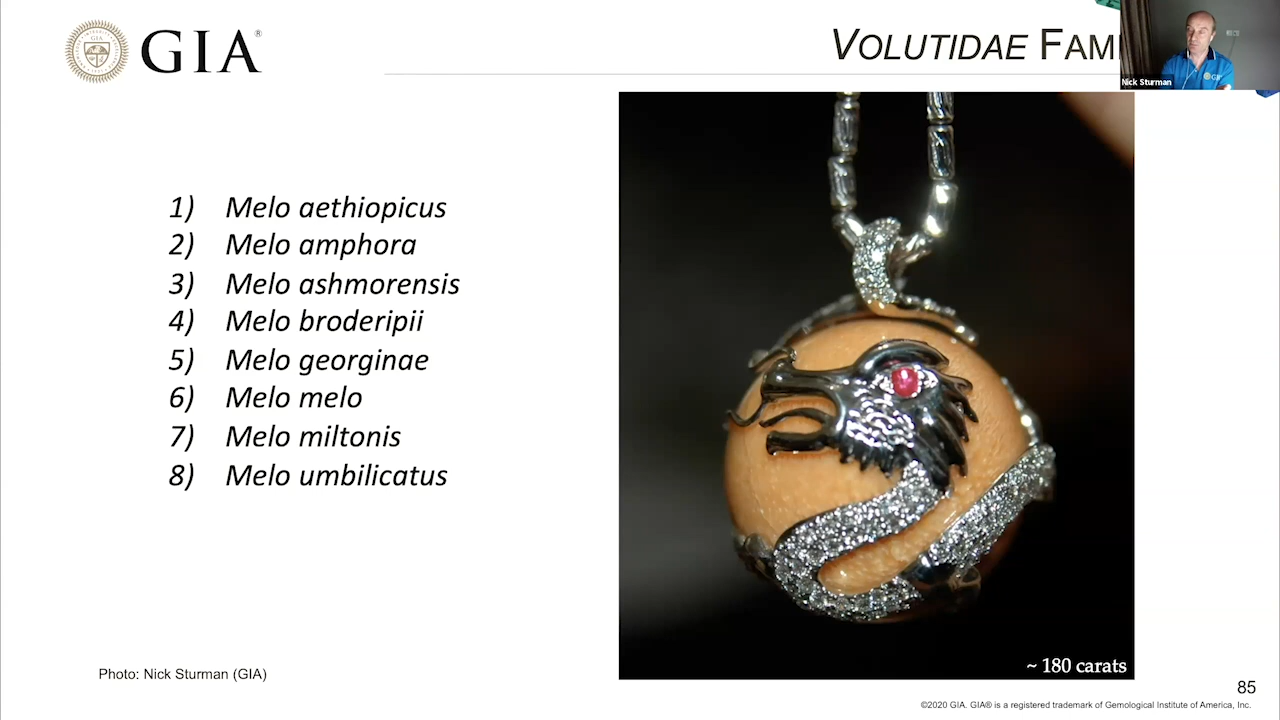 GIA®
VOLUTIDAE FAM
Nick Sturman
1) Melo aethiopicus
2) Melo amphora
3) Melo ashmorensis
4) Melo broderipii
5) Melo georginae
6) Melo melo
7) Melo miltonis
8) Melo umbilicatus
~ 180 carats
Photo: Nick Sturman (GIA)
85
©2020 GIA. GIA® is a registered trademark of Gemological Institute of America, Inc.